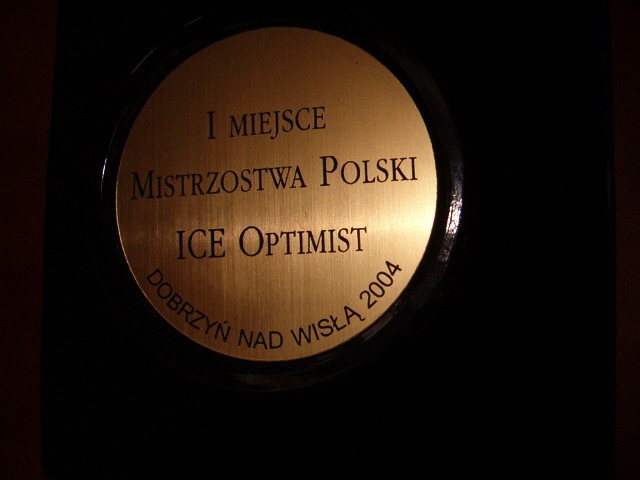 I MIEJSCE
MISTRZOSTWA POLSKI
ICE OPTIMIST
DOBRZYŃ NAD WISŁĄ 2004